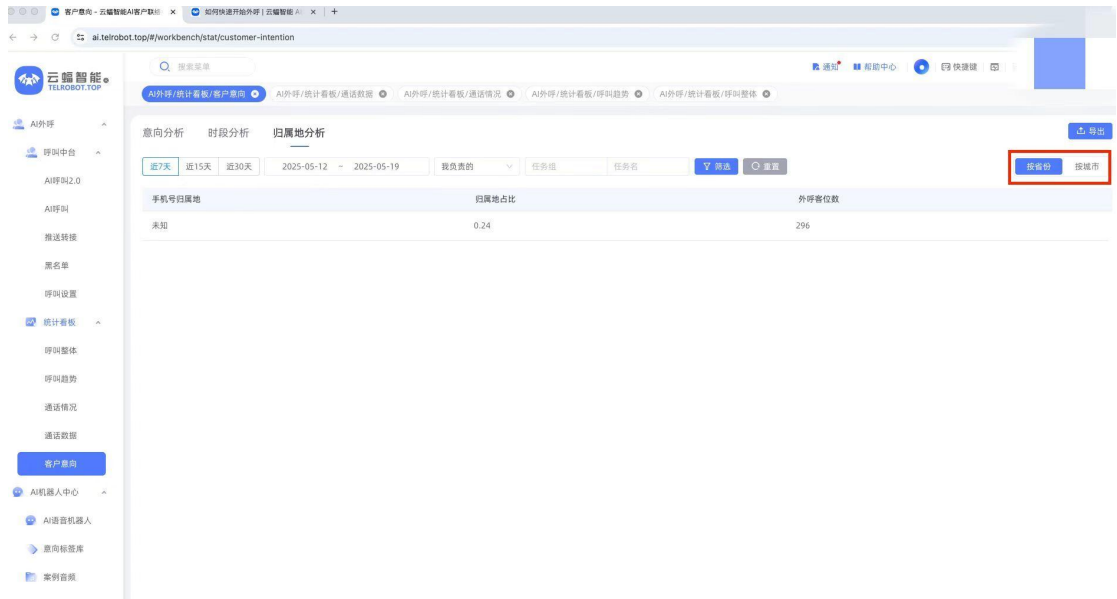 客户意向 - 云蝠智能AI客户联络
如何快速开始外呼 | 云蝠智能 A
ai.telrobot.top/#/workbench/stat/customer-intention
云蝠智能
TELROBOT.TOP
搜索菜单
通知 帮助中心 快捷键
AI外呼/统计看板/客户意向 AI外呼/统计看板/通话数据 AI外呼/统计看板/通话情况 AI外呼/统计看板/呼叫趋势 AI外呼/统计看板/呼叫整体
AI外呼
呼叫中台
AI呼叫2.0
AI呼叫
推送转接
黑名单
呼叫设置
统计看板
呼叫整体
呼叫趋势
通话情况
通话数据
客户意向
AI机器人中心
AI语音机器人
意向标签库
案例音频
意向分析 时段分析 归属地分析
导出
近7天 近15天 近30天 2025-05-12 ~ 2025-05-19 我负责的 任务组 任务名 筛选 重置
按省份 按城市
手机号归属地 归属地占比 外呼客位数
未知 0.24 296